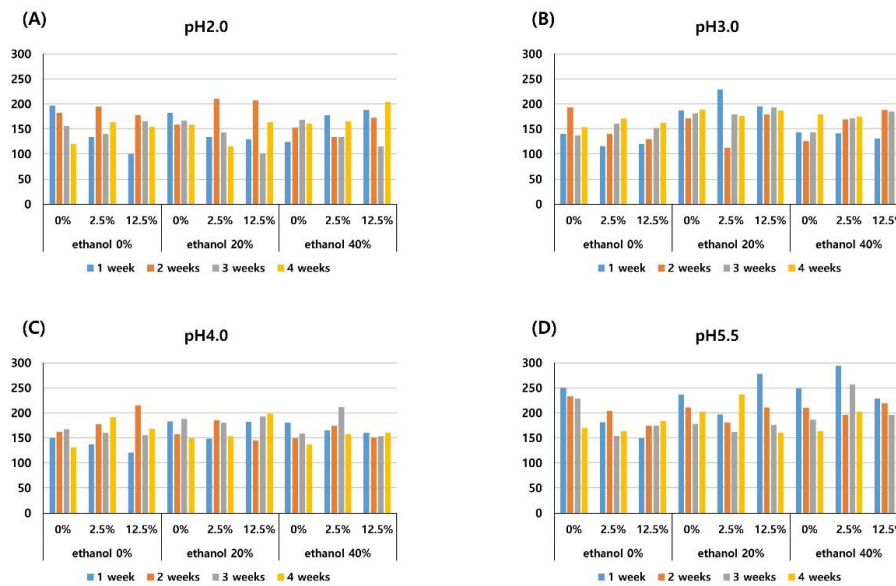 (A)
pH2.0
300
250
200
150
100
50
0
0% 2.5% 12.5% 0% 2.5% 12.5% 0% 2.5% 12.5%
ethanol 0% ethanol 20% ethanol 40%
1 week 2 weeks 3 weeks 4 weeks
(B)
pH3.0
300
250
200
150
100
50
0
0% 2.5% 12.5% 0% 2.5% 12.5% 0% 2.5% 12.5
ethanol 0% ethanol 20% ethanol 40%
1 week 2 weeks 3 weeks 4 weeks
(C)
pH4.0
300
250
200
150
100
50
0
0% 2.5% 12.5% 0% 2.5% 12.5% 0% 2.5% 12.5%
ethanol 0% ethanol 20% ethanol 40%
1 week 2 weeks 3 weeks 4 weeks
(D)
pH5.5
300
250
200
150
100
50
0
0% 2.5% 12.5% 0% 2.5% 12.5% 0% 2.5% 12.5
ethanol 0% ethanol 20% ethanol 40%
1 week 2 weeks 3 weeks 4 weeks